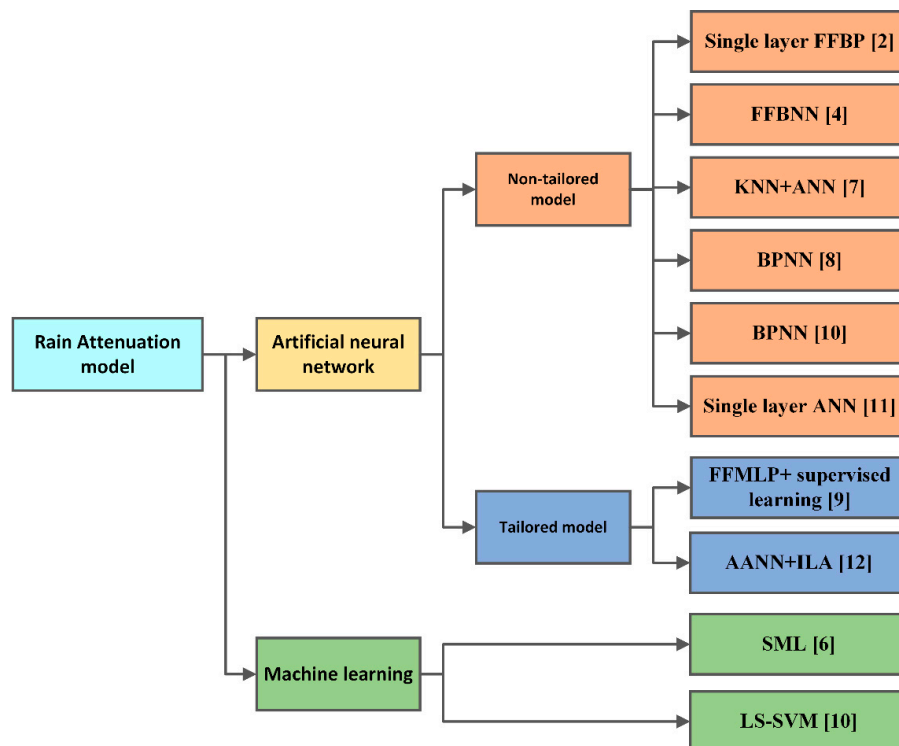 Rain Attenuation
model
Artificial neural
network
Machine learning
Non-tailored
model
Tailored model
Single layer FFBP [2]
FFBNN [4]
KNN+ANN [7]
BPNN [8]
BPNN [10]
Single layer ANN [11]
FFMLP+ supervised
learning [9]
AANN+ILA [12]
SML [6]
LS-SVM [10]